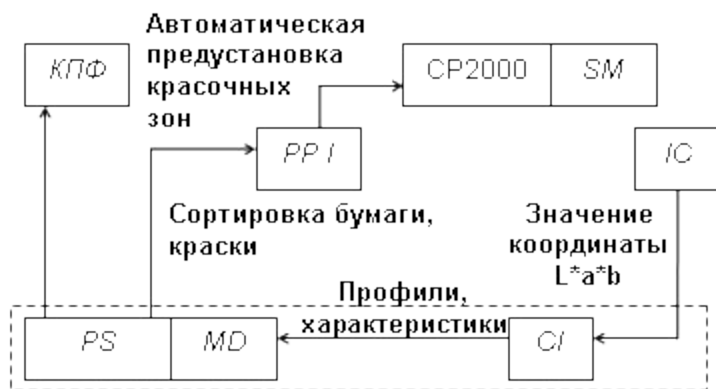 Автоматическая
предустановка
красочных
зон
КПФ
CP2000
SM
PP I
IC
Сортировка бумаги,
краски
Значение
координаты
L*a*b
Профили,
характеристики
PS
MD
CI